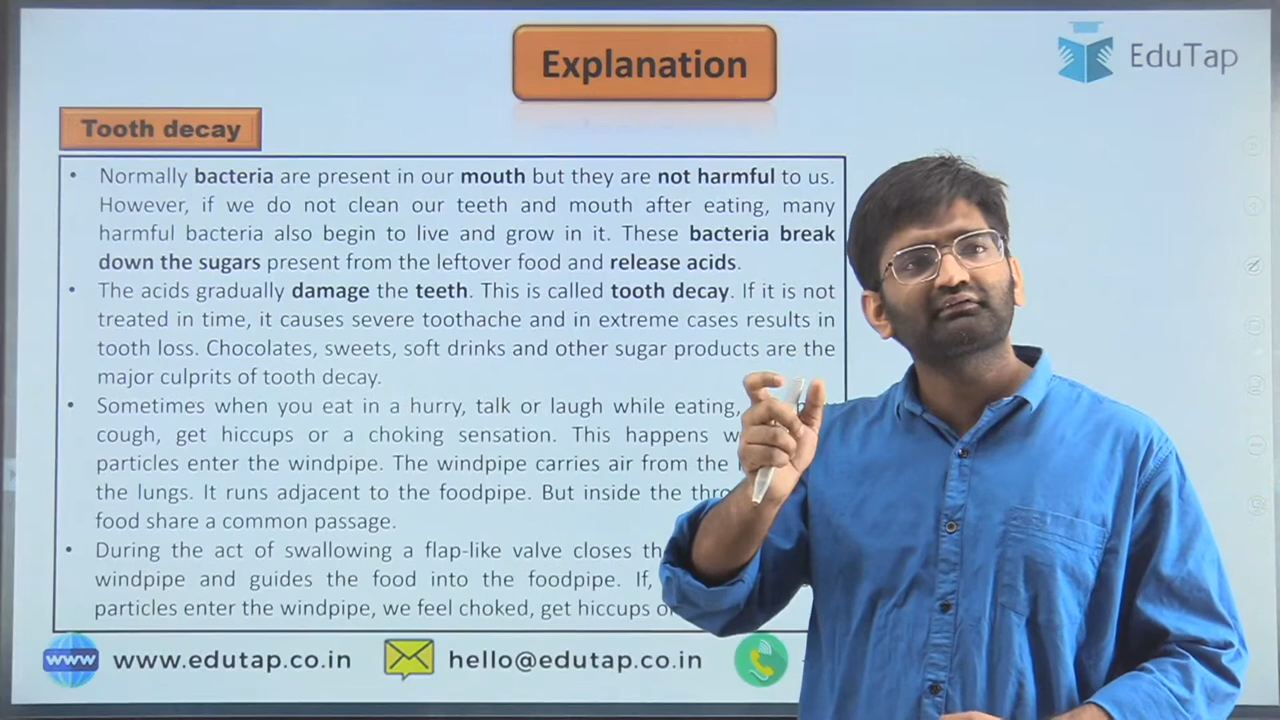 Explanation
EduTap
Tooth decay
• Normally bacteria are present in our mouth but they are not harmful to us.
However, if we do not clean our teeth and mouth after eating, many
harmful bacteria also begin to live and grow in it. These bacteria break
down the sugars present from the leftover food and release acids.
• The acids gradually damage the teeth. This is called tooth decay. If it is not
treated in time, it causes severe toothache and in extreme cases results in
tooth loss. Chocolates, sweets, soft drinks and other sugar products are the
major culprits of tooth decay.
• Sometimes when you eat in a hurry, talk or laugh while eating,
cough, get hiccups or a choking sensation. This happens
particles enter the windpipe. The windpipe carries air from the
the lungs. It runs adjacent to the foodpipe. But inside the
food share a common passage.
• During the act of swallowing a flap-like valve closes
windpipe and guides the food into the foodpipe. If,
particles enter the windpipe, we feel choked, get hiccups
www www.edutap.co.in hello@edutap.co.in